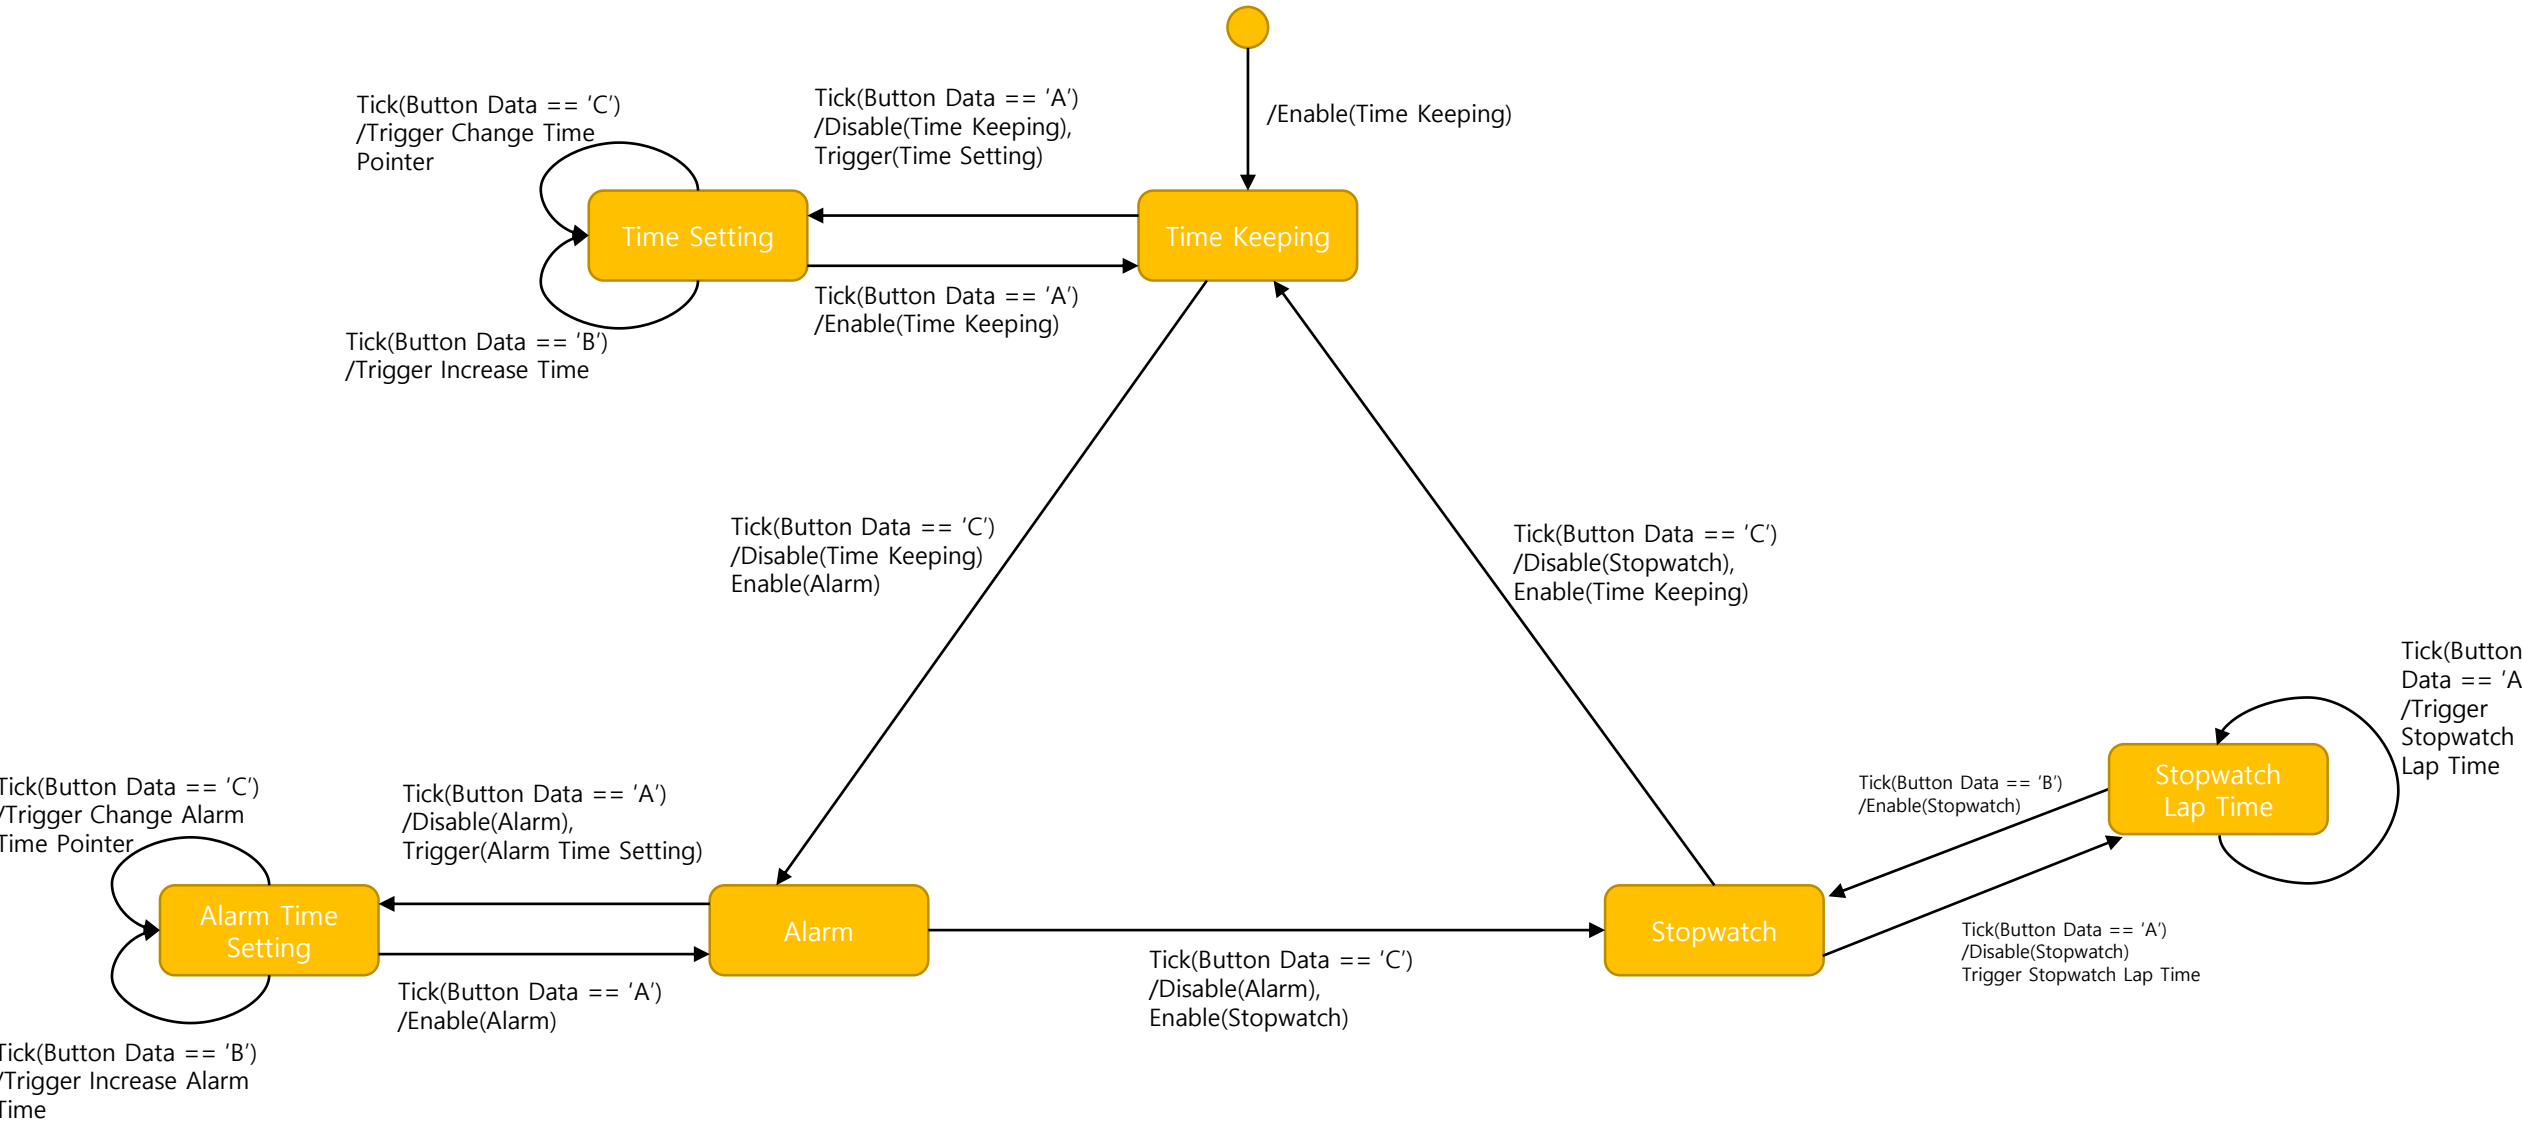 /Enable(Time Keeping)
Tick(Button Data == 'C')
/Trigger Change Time
Pointer
Tick(Button Data == 'A')
/Disable(Time Keeping),
Trigger(Time Setting)
Time Setting
Time Keeping
Tick(Button Data == 'A')
/Enable(Time Keeping)
Tick(Button Data == 'B')
/Trigger Increase Time
Tick(Button Data == 'C')
/Disable(Time Keeping)
Enable(Alarm)
Tick(Button Data == 'C')
/Disable(Stopwatch),
Enable(Time Keeping)
Tick(Button
Data == 'A
/Trigger
Stopwatch
Lap Time
Stopwatch
Lap Time
Tick(Button Data == 'B')
/Enable(Stopwatch)
Tick(Button Data == 'C')
/Trigger Change Alarm
Time Pointer
Tick(Button Data == 'A')
/Disable(Alarm),
Trigger(Alarm Time Setting)
Alarm Time
Setting
Alarm
Stopwatch
Tick(Button Data == 'A')
/Disable(Stopwatch)
Trigger Stopwatch Lap Time
Tick(Button Data == 'C')
/Disable(Alarm),
Enable(Stopwatch)
Tick(Button Data == 'A')
/Enable(Alarm)
Tick(Button Data == 'B')
/Trigger Increase Alarm
Time